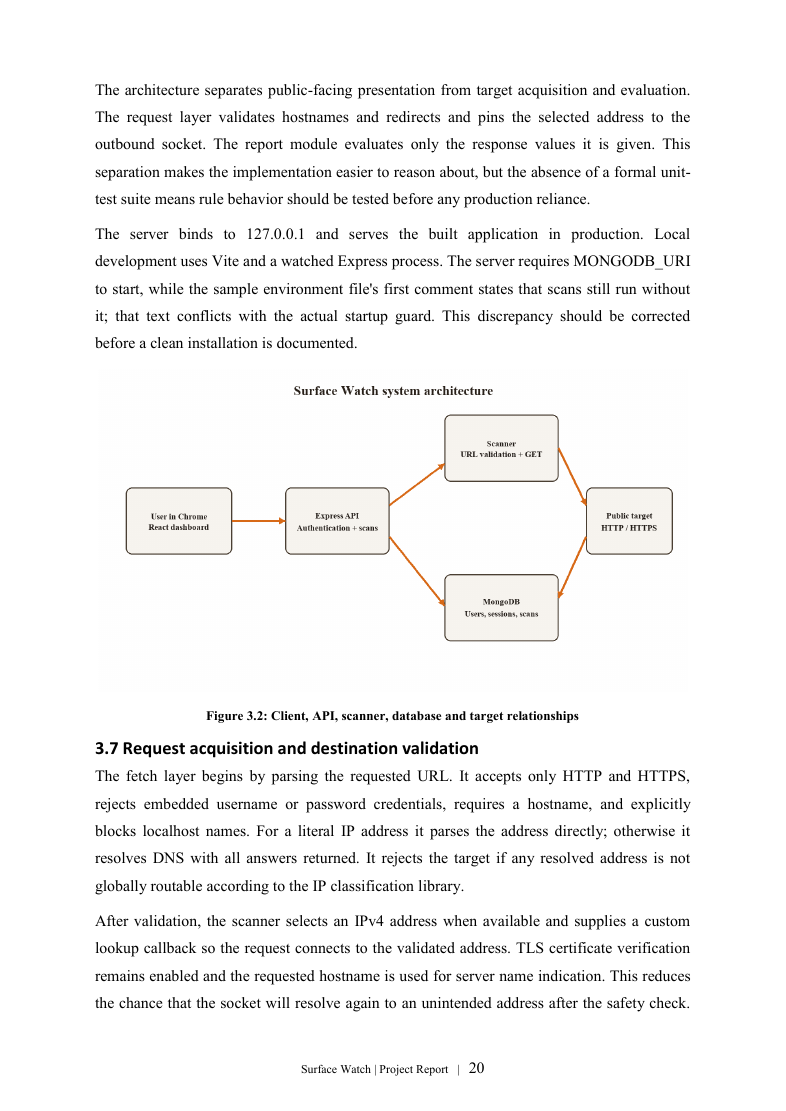 The architecture separates public-facing presentation from target acquisition and evaluation.
The request layer validates hostnames and redirects and pins the selected address to the
outbound socket. The report module evaluates only the response values it is given. This
separation makes the implementation easier to reason about, but the absence of a formal unit-
test suite means rule behavior should be tested before any production reliance.
The server binds to 127.0.0.1 and serves the built application in production. Local
development uses Vite and a watched Express process. The server requires MONGODB_URI
to start, while the sample environment file's first comment states that scans still run without
it; that text conflicts with the actual startup guard. This discrepancy should be corrected
before a clean installation is documented.
Surface Watch system architecture
Scanner
URL validation + GET
User in Chrome
React dashboard
Express API
Authentication + scans
Public target
HTTP / HTTPS
MongoDB
Users, sessions, scans
Figure 3.2: Client, API, scanner, database and target relationships
3.7 Request acquisition and destination validation
The fetch layer begins by parsing the requested URL. It accepts only HTTP and HTTPS,
rejects embedded username or password credentials, requires a hostname, and explicitly
blocks localhost names. For a literal IP address it parses the address directly; otherwise it
resolves DNS with all answers returned. It rejects the target if any resolved address is not
globally routable according to the IP classification library.
After validation, the scanner selects an IPv4 address when available and supplies a custom
lookup callback so the request connects to the validated address. TLS certificate verification
remains enabled and the requested hostname is used for server name indication. This reduces
the chance that the socket will resolve again to an unintended address after the safety check.
Surface Watch | Project Report | 20